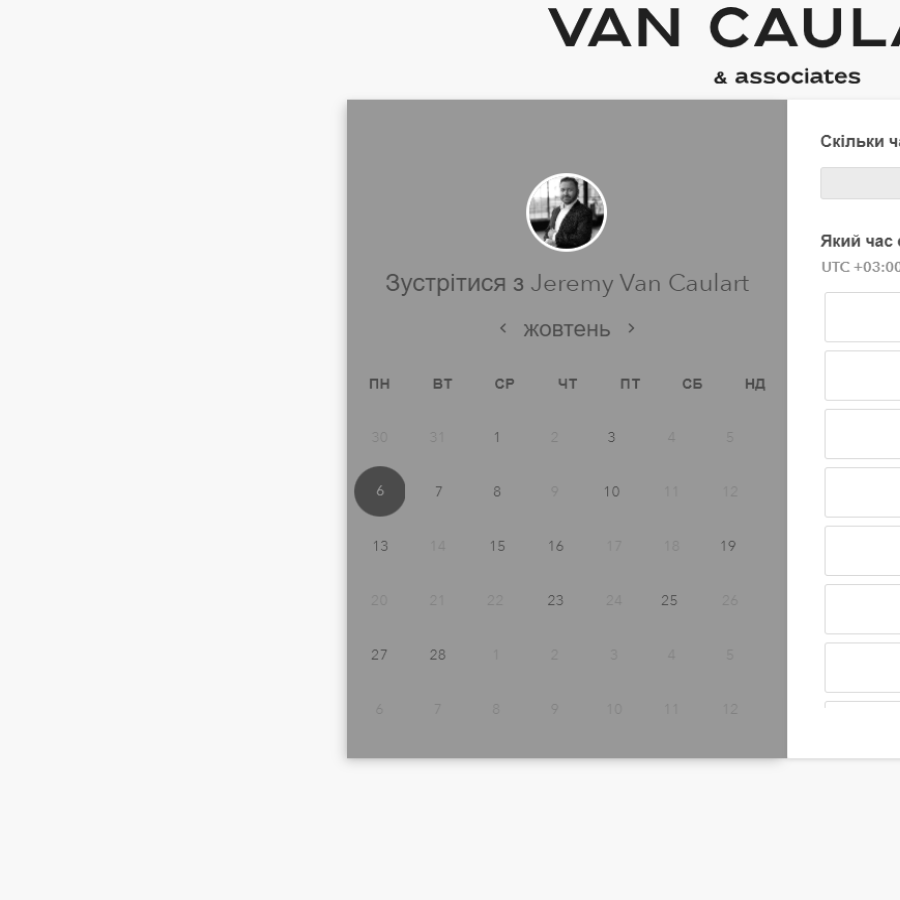 VAN CAULA
& associates
Зустрітися з Jeremy Van Caulart
жовтень
ПН ВТ СР ЧТ ПТ СБ НД
30 31 1 2 3 4 5
6 7 8 9 10 11 12
13 14 15 16 17 18 19
20 21 22 23 24 25 26
27 28 1 2 3 4 5
6 7 8 9 10 11 12
Скільки ча
Який час
UTC +03:00